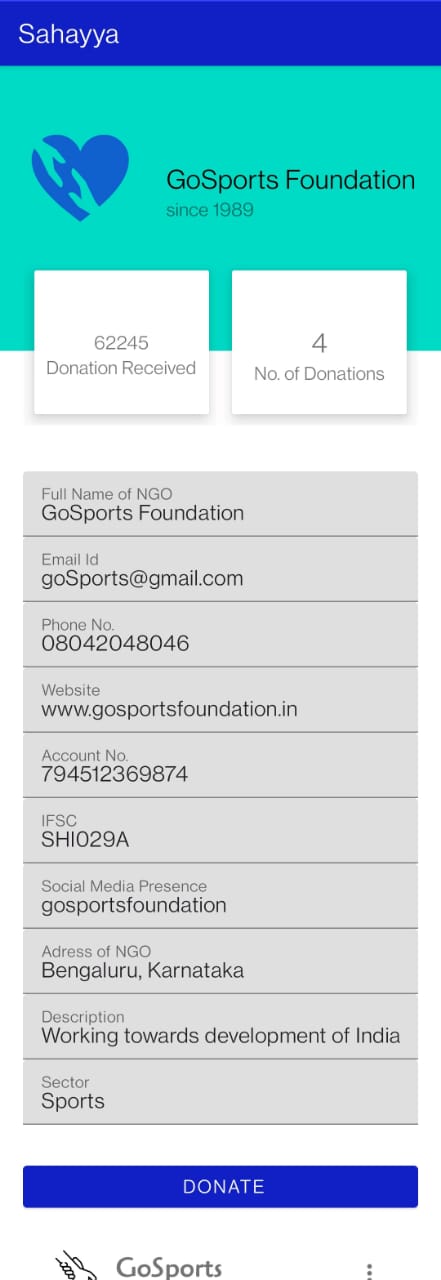 Sahayya
GoSports Foundation
since 1989
62245
Donation Received
4
No. of Donations
Full Name of NGO
GoSports Foundation
Email Id
goSports@gmail.com
Phone No.
08042048046
Website
www.gosportsfoundation.in
Account No.
794512369874
IFSC
SHI029A
Social Media Presence
gosportsfoundation
Adress of NGO
Bengaluru, Karnataka
Description
Working towards development of India
Sector
Sports
DONATE
GoSports